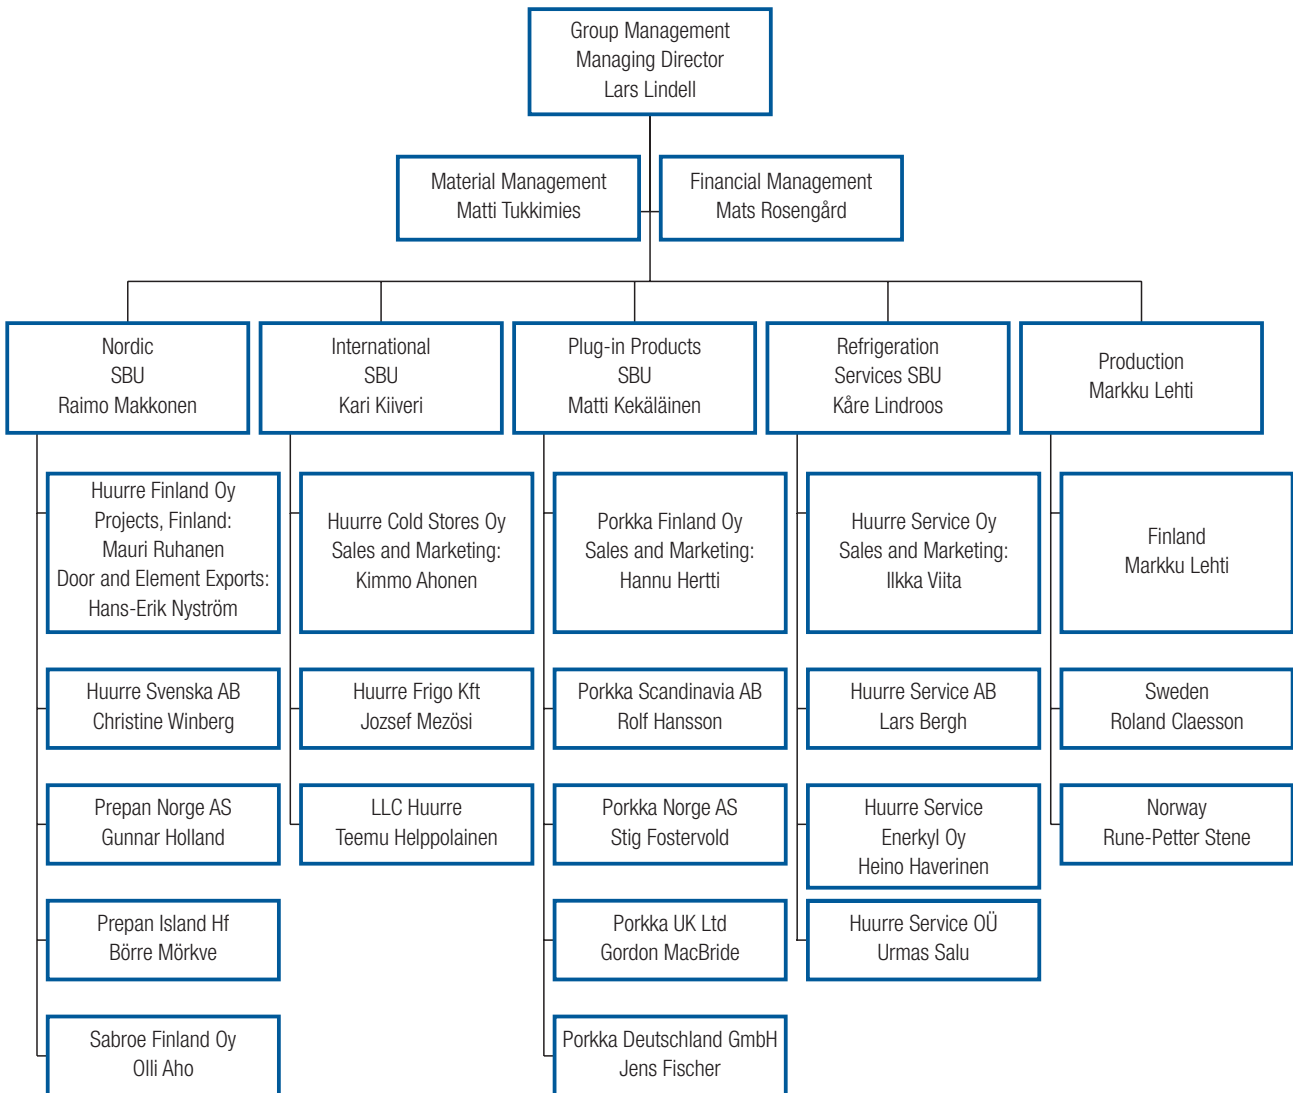 Group Management
Managing Director
Lars Lindell
Material Management
Matti Tukkimies
Financial Management
Mats Rosengård
Nordic
SBU
Raimo Makkonen
International
SBU
Kari Kiiveri
Plug-in Products
SBU
Matti Kekäläinen
Refrigeration
Services SBU
Kåre Lindroos
Production
Markku Lehti
Huurre Finland Oy
Projects, Finland:
Mauri Ruhanen
Door and Element Exports:
Hans-Erik Nyström
Huurre Cold Stores Oy
Sales and Marketing:
Kimmo Ahonen
Porkka Finland Oy
Sales and Marketing:
Hannu Hertti
Huurre Service Oy
Sales and Marketing:
Ilkka Viita
Finland
Markku Lehti
Huurre Svenska AB
Christine Winberg
Huurre Frigo Kft
Jozsef Mezösi
Porkka Scandinavia AB
Rolf Hansson
Huurre Service AB
Lars Bergh
Sweden
Roland Claesson
Prepan Norge AS
Gunnar Holland
LLC Huurre
Teemu Helppolainen
Porkka Norge AS
Stig Fostervold
Huurre Service
Enerkyl Oy
Heino Haverinen
Norway
Rune-Petter Stene
Prepan Island Hf
Börre Mörkve
Porkka UK Ltd
Gordon MacBride
Huurre Service OÜ
Urmas Salu
Sabroe Finland Oy
Olli Aho
Porkka Deutschland GmbH
Jens Fischer